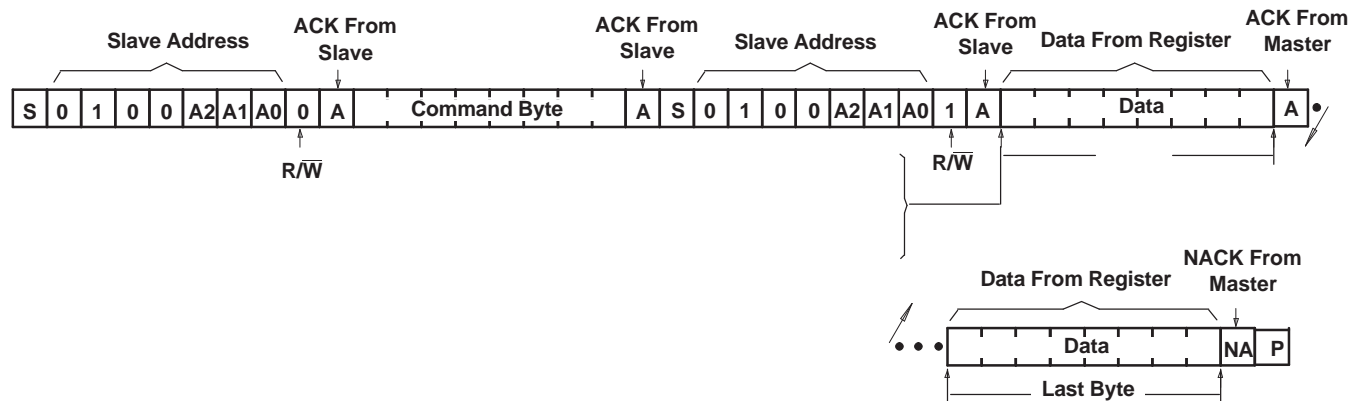 Slave Address
ACK From
Slave
ACK From
Slave
Slave Address
ACK From
Slave
Data From Register
ACK From
Master
S 0 1 0 0 A2 A1 A0 0 A Command Byte A S 0 1 0 0 A2 A1 A0 1 A Data A
R/W̅
R/W̅
Data From Register
NACK From
Master
Data NA P
Last Byte